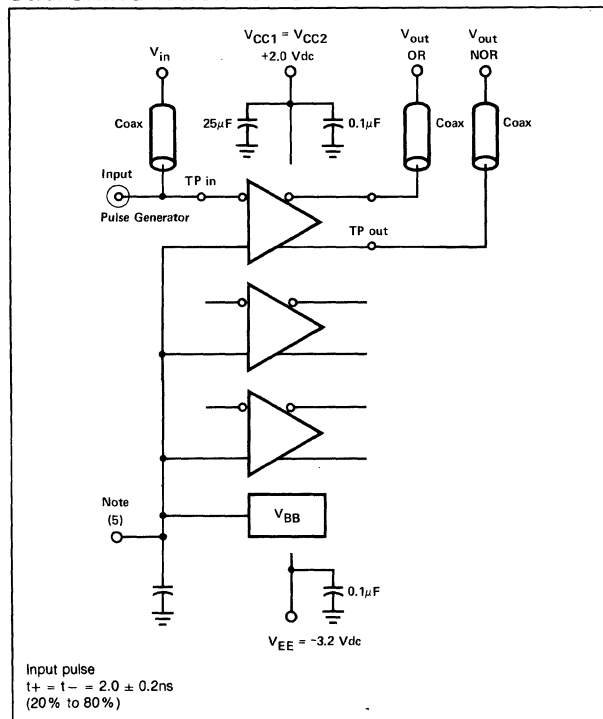 V_in
V_CC1 = V_CC2
+2.0 Vdc
V_out
OR
V_out
NOR
Coax
25μF
0.1μF
Coax
Coax
Input
TP in
Pulse Generator
TP out
Note
(5)
V_BB
0.1μF
V_EE = -3.2 Vdc
Input pulse
t+ = t- = 2.0 ± 0.2ns
(20% to 80%)